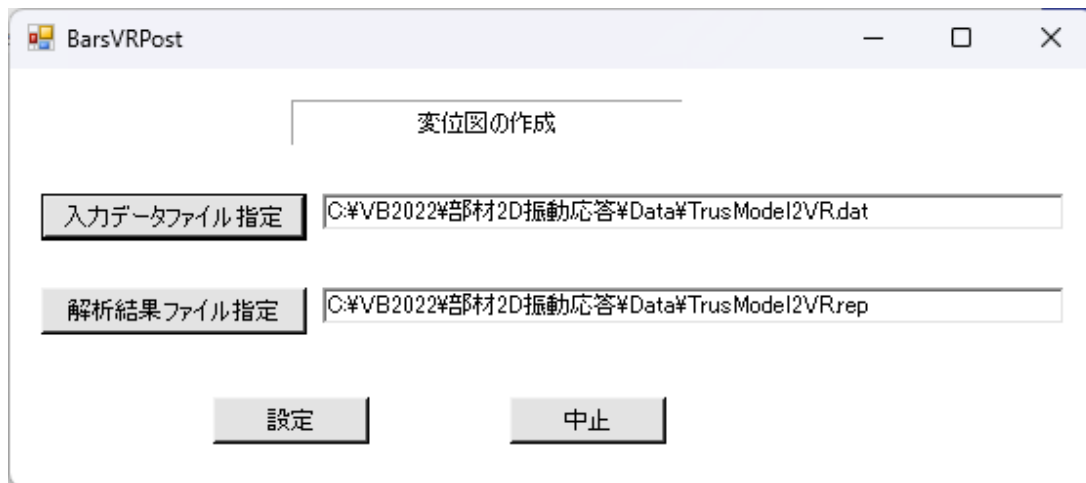 BarsVRPost
変位図の作成
入力データファイル指定 C:¥VB2022¥部材2D振動応答¥Data¥TrusModel2VR.dat
解析結果ファイル指定 C:¥VB2022¥部材2D振動応答¥Data¥TrusModel2VR.rep
設定 中止